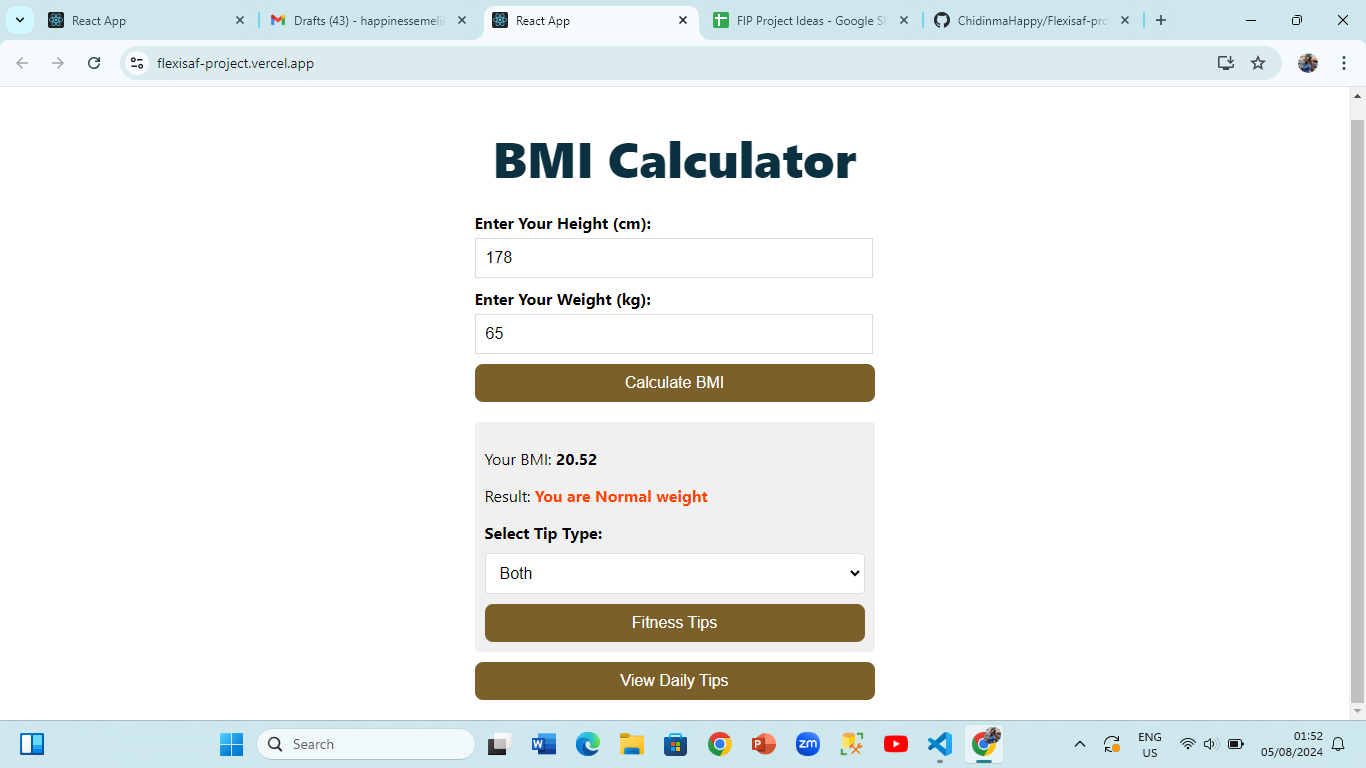 React App
Drafts (43) - happinessemeli
React App
FIP Project Ideas - Google Sh
ChidinmaHappy/Flexisaf-pro
flexisaf-project.vercel.app
BMI Calculator
Enter Your Height (cm):
178
Enter Your Weight (kg):
65
Calculate BMI
Your BMI: 20.52
Result: You are Normal weight
Select Tip Type:
Both
Fitness Tips
View Daily Tips
Search
zm
ENG
US
01:52
05/08/2024